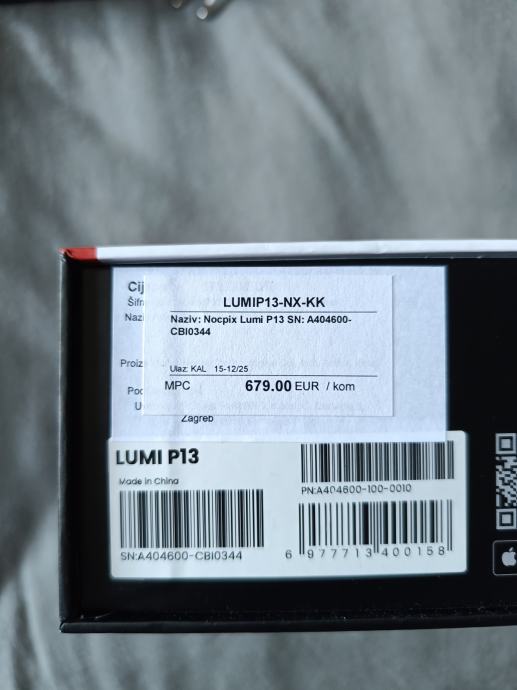 Cij
Šifr
Nazi
Proiz
Poc
U
Zagreb
LUMIP13-NX-KK
Naziv: Nocpix Lumi P13 SN: A404600-
CBI0344
Ulaz: KAL 15-12/25
MPC 679.00 EUR / kom
LUMI P13
Made in China
SN:A404600-CBI0344
PN:A404600-100-0010
6 977713 400158